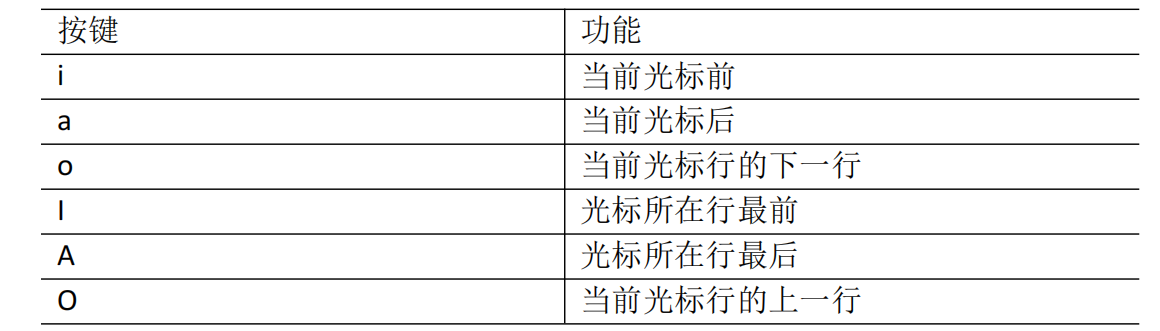 按键 功能
i 当前光标前
a 当前光标后
o 当前光标行的下一行
I 光标所在行最前
A 光标所在行最后
O 当前光标行的上一行